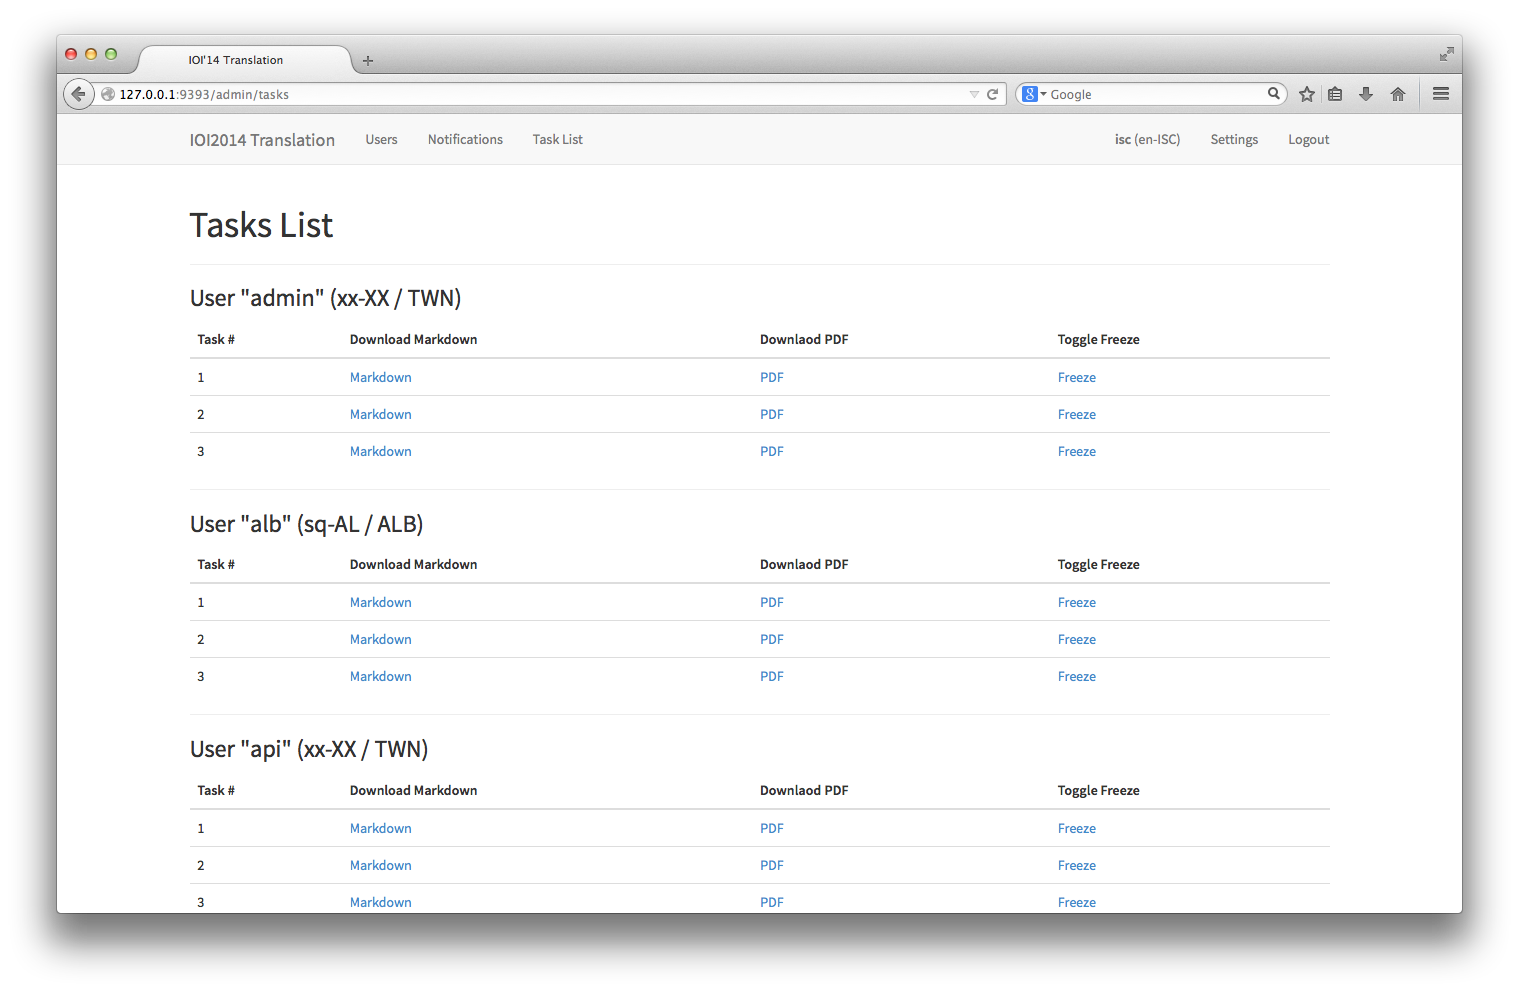 IOI'14 Translation
127.0.0.1:9393/admin/tasks
Google
IOI2014 Translation Users Notifications Task List isc (en-ISC) Settings Logout
Tasks List
User "admin" (xx-XX / TWN)
Task # Download Markdown Downlaod PDF Toggle Freeze
1 Markdown PDF Freeze
2 Markdown PDF Freeze
3 Markdown PDF Freeze
User "alb" (sq-AL / ALB)
Task # Download Markdown Downlaod PDF Toggle Freeze
1 Markdown PDF Freeze
2 Markdown PDF Freeze
3 Markdown PDF Freeze
User "api" (xx-XX / TWN)
Task # Download Markdown Downlaod PDF Toggle Freeze
1 Markdown PDF Freeze
2 Markdown PDF Freeze
3 Markdown PDF Freeze